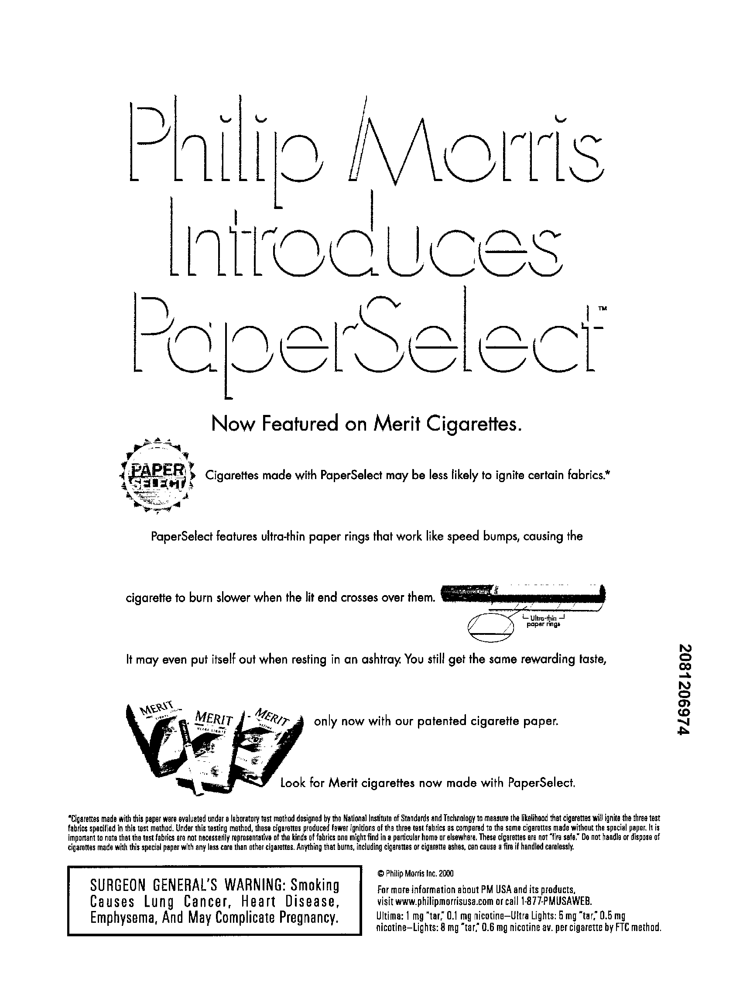 Philip Morris
Introduces
PaperSelect™
Now Featured on Merit Cigarettes.
PAPER
SELECT
Cigarettes made with PaperSelect may be less likely to ignite certain fabrics.*
PaperSelect features ultra-thin paper rings that work like speed bumps, causing the
cigarette to burn slower when the lit end crosses over them.
Ultra-thin
paper rings
It may even put itself out when resting in an ashtray. You still get the same rewarding taste,
MERIT
MERIT
ULTRA LIGHTS
MERIT
only now with our patented cigarette paper.
Look for Merit cigarettes now made with PaperSelect.
2081206974
*Cigarettes made with this paper were evaluated under a laboratory test method designed by the National Institute of Standards and Technology to measure the likelihood that cigarettes will ignite the three test
fabrics specified in this test method. Under this testing method, these cigarettes produced fewer ignitions of the three test fabrics as compared to the same cigarettes made without the special paper. It is
important to note that the test fabrics are not necessarily representative of the kinds of fabrics one might find in a particular home or elsewhere. These cigarettes are not "fire safe." Do not handle or dispose of
cigarettes made with this special paper with any less care than other cigarettes. Anything that burns, including cigarettes or cigarette ashes, can cause a fire if handled carelessly.
SURGEON GENERAL'S WARNING: Smoking
Causes Lung Cancer, Heart Disease,
Emphysema, And May Complicate Pregnancy.
© Philip Morris Inc. 2000
For more information about PM USA and its products,
visit www.philipmorrisusa.com or call 1-877-PMUSAWEB.
Ultima: 1 mg "tar," 0.1 mg nicotine–Ultra Lights: 5 mg "tar," 0.5 mg
nicotine–Lights: 8 mg "tar," 0.6 mg nicotine av. per cigarette by FTC method.